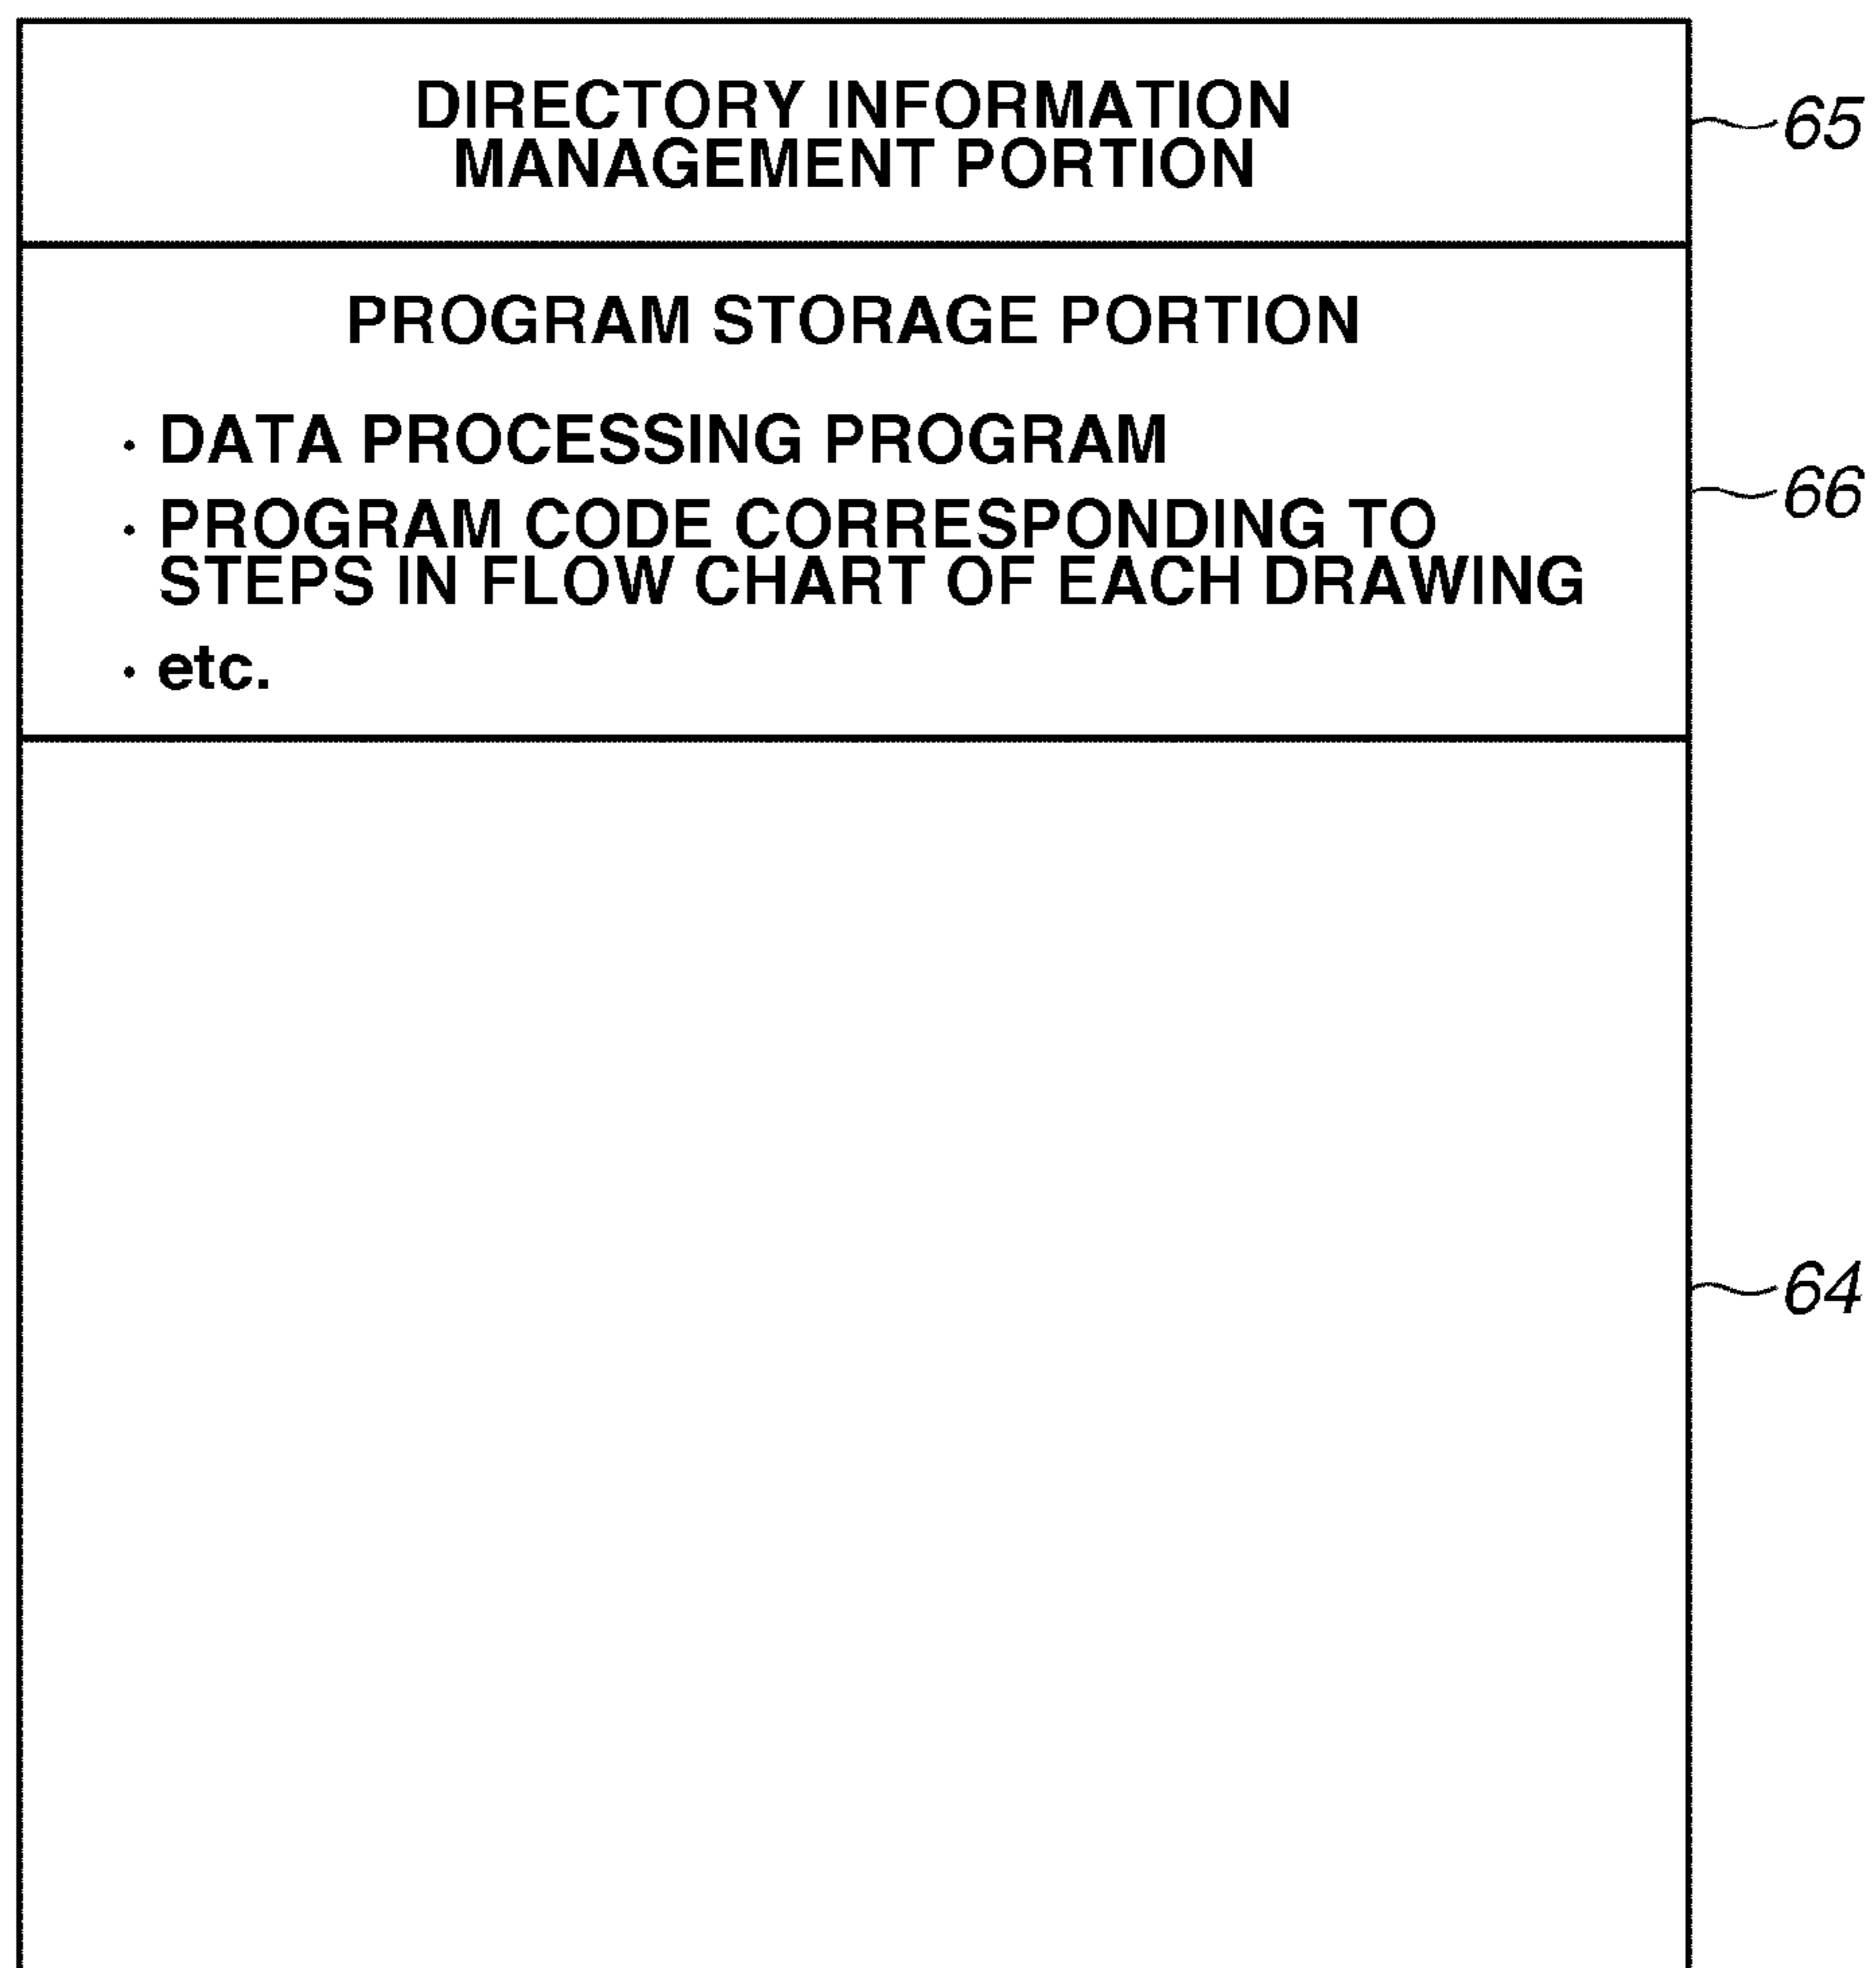 DIRECTORY INFORMATION
MANAGEMENT PORTION
65
PROGRAM STORAGE PORTION
· DATA PROCESSING PROGRAM
66
· PROGRAM CODE CORRESPONDING TO
STEPS IN FLOW CHART OF EACH DRAWING
· etc.
64